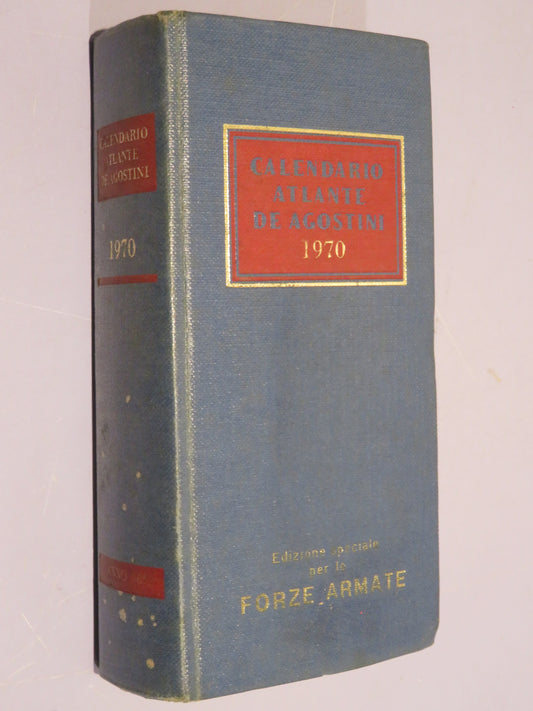 CALENDARIO
ATLANTE
DE AGOSTINI
1970
CALENDARIO
ATLANTE
DE AGOSTINI
1970
Edizione speciale
per le
FORZE ARMATE